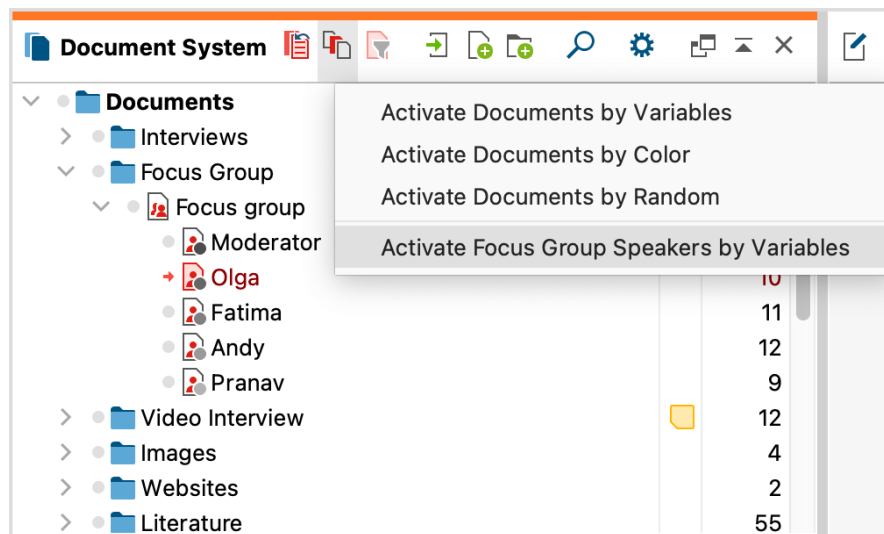 Document System
Documents
Activate Documents by Variables
Interviews
Activate Documents by Color
Focus Group
Activate Documents by Random
Focus group
Moderator
Activate Focus Group Speakers by Variables
Olga 10
Fatima 11
Andy 12
Pranav 9
Video Interview 12
Images 4
Websites 2
Literature 55